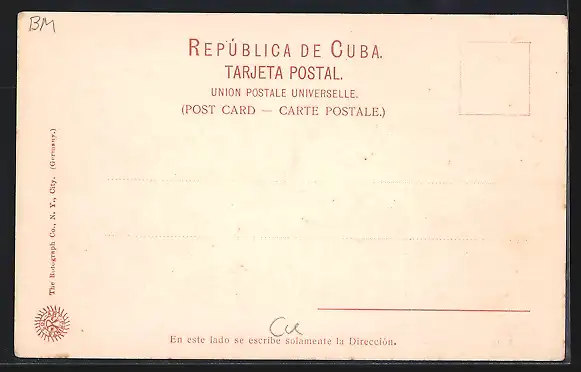 BM
REPÚBLICA DE CUBA.
TARJETA POSTAL.
UNION POSTALE UNIVERSELLE.
(POST CARD — CARTE POSTALE.)
The Rotograph Co., N. Y., City. (Germany.)
Cu
En este lado se escribe solamente la Dirección.